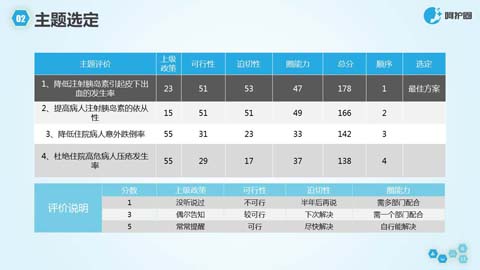 02 主题选定
呵护圈
主题评价 上级政策 可行性 迫切性 圈能力 总分 顺序 选定
1、降低注射胰岛素引起皮下出血的发生率 23 51 53 47 178 1 最佳方案
2、提高病人注射胰岛素的依从性 15 51 51 49 166 2
3、降低住院病人意外跌倒率 55 31 23 33 142 3
4、杜绝住院高危病人压疮发生率 55 29 17 37 138 4
评价说明
分数 上级政策 可行性 迫切性 圈能力
1 没听说过 不可行 半年后再说 需多部门配合
3 偶尔告知 较可行 下次解决 需一个部门配合
5 常常提醒 可行 尽快解决 自行能解决